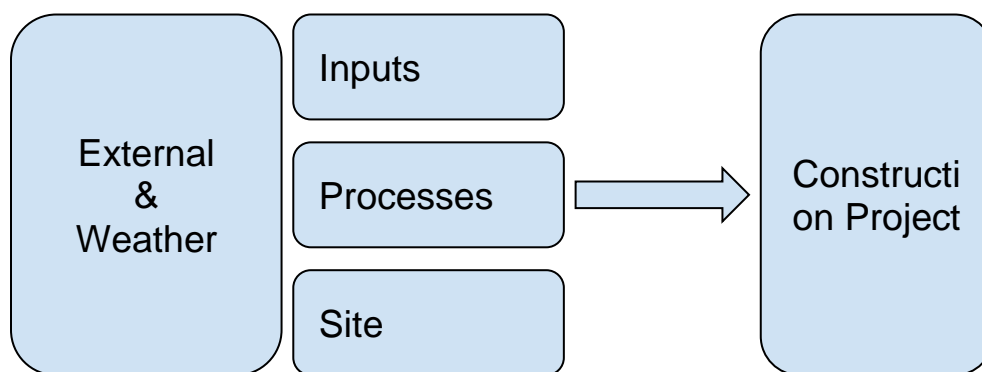 External
&
Weather
Inputs
Processes
Site
Constructi
on Project